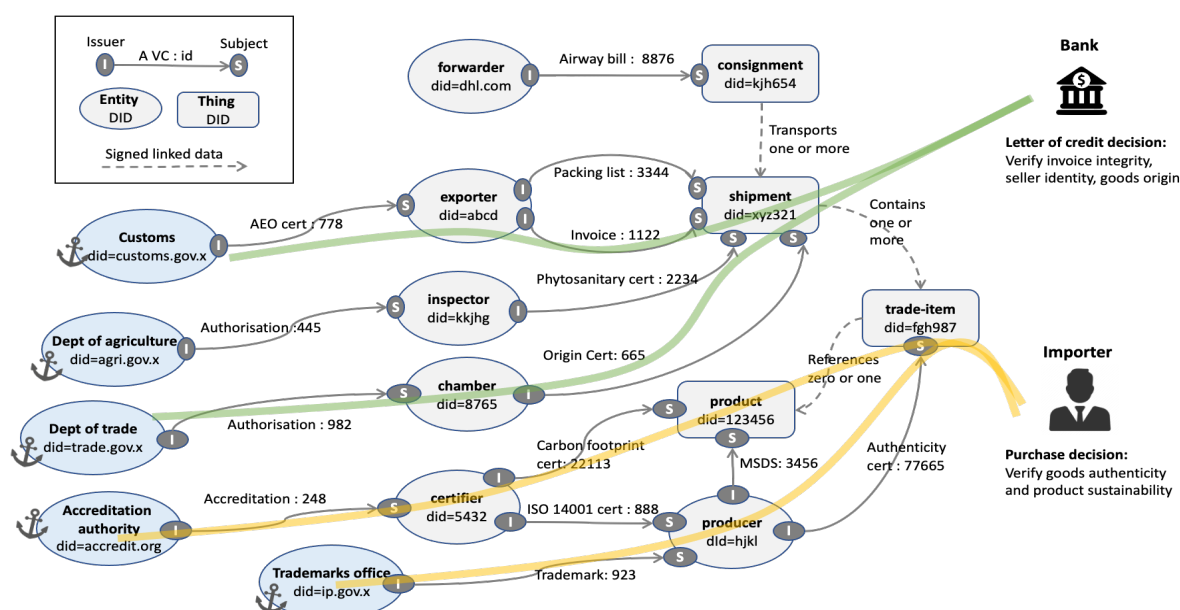 Issuer
Subject
A VC : id
I
S
Entity
DID
Thing
DID
Signed linked data
forwarder
did=dhl.com
I
Airway bill : 8876
S
consignment
did=kjh654
Transports
one or more
Bank
$
Letter of credit decision:
Verify invoice integrity,
seller identity, goods origin
Customs
did=customs.gov.x
I
AEO cert : 778
S
exporter
did=abcd
I
I
Packing list : 3344
Invoice : 1122
S
S
shipment
did=xyz321
S
S
Contains
one or
more
Dept of agriculture
did=agri.gov.x
I
Authorisation :445
S
inspector
did=kkjhg
I
Phytosanitary cert : 2234
trade-item
did=fgh987
S
References
zero or one
Dept of trade
did=trade.gov.x
I
Authorisation : 982
S
chamber
did=8765
I
Origin Cert: 665
S
product
did=123456
S
Importer
Purchase decision:
Verify goods authenticity
and product sustainability
Accreditation
authority
did=accredit.org
I
Accreditation : 248
S
certifier
did=5432
I
I
Carbon footprint
cert: 22113
ISO 14001 cert : 888
MSDS: 3456
Authenticity
cert : 77665
I
S
producer
dId=hjkl
I
S
Trademarks office
did=ip.gov.x
I
Trademark: 923